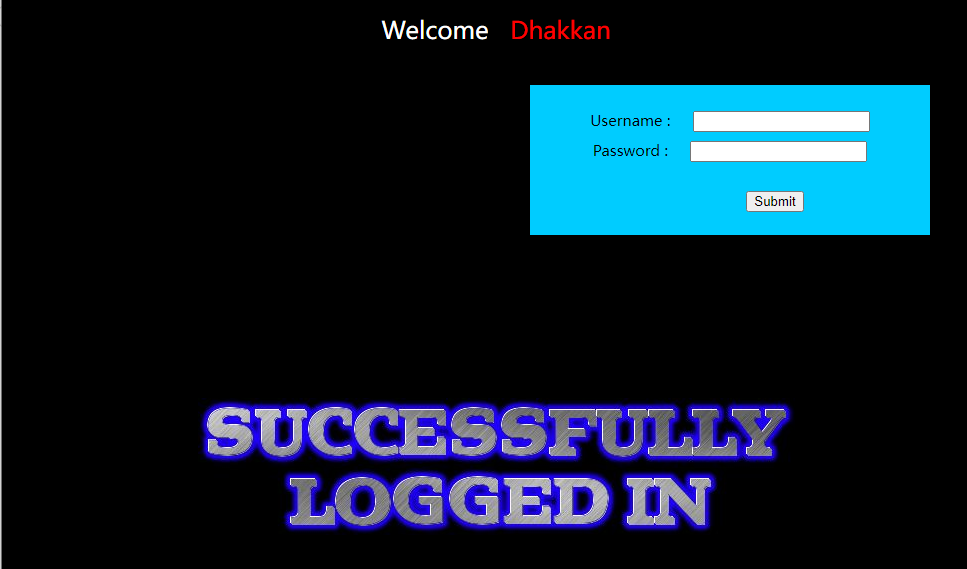 Welcome Dhakkan
Username :
Password :
Submit
SUCCESSFULLY
LOGGED IN